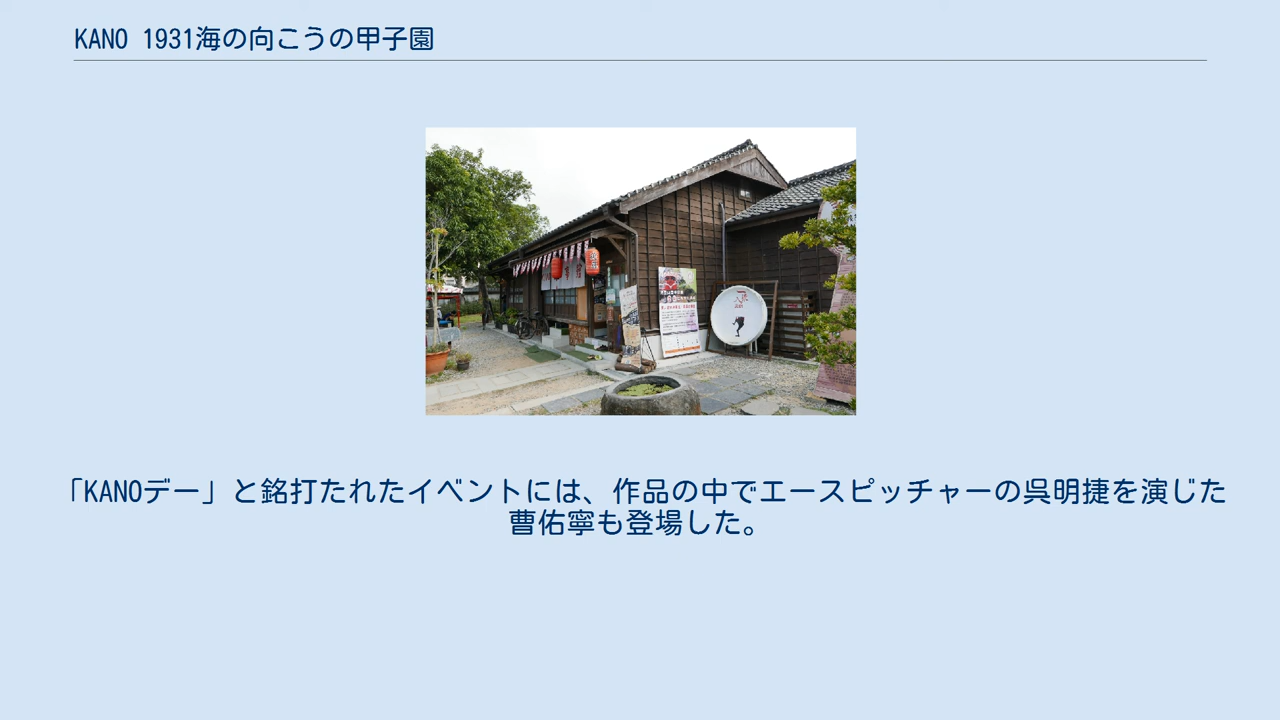 KANO 1931海の向こうの甲子園
「KANOデー」と銘打たれたイベントには、作品の中でエースピッチャーの呉明捷を演じた
曹佑寧も登場した。